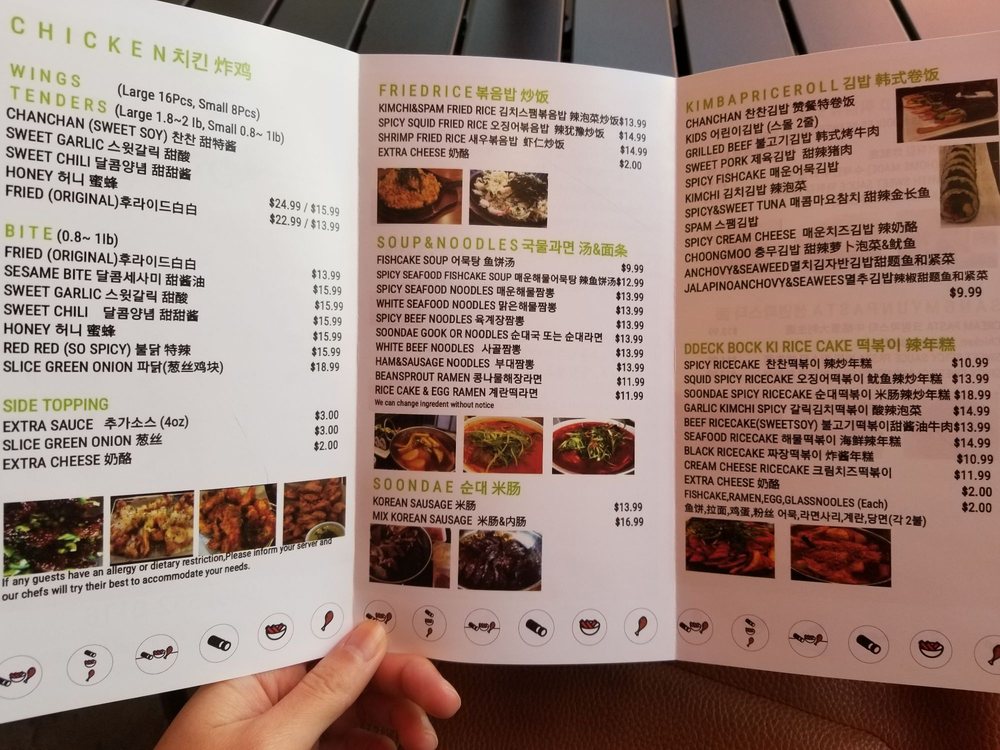 CHICKEN 치킨 炸鸡
WINGS (Large 16Pcs, Small 8Pcs)
TENDERS (Large 1.8~2 lb, Small 0.8~ 1lb)
CHANCHAN (SWEET SOY) 찬찬 甜特酱
SWEET GARLIC 스윗갈릭 甜酸
SWEET CHILI 달콤양념 甜甜酱
HONEY 허니 蜜蜂 $24.99 / $15.99
FRIED (ORIGINAL)후라이드白白 $22.99 / $13.99
BITE (0.8~ 1lb)
FRIED (ORIGINAL)후라이드白白 $13.99
SESAME BITE 달콤세사미 甜酱油 $15.99
SWEET GARLIC 스윗갈릭 甜酸 $15.99
SWEET CHILI 달콤양념 甜甜酱 $15.99
HONEY 허니 蜜蜂 $15.99
RED RED (SO SPICY) 불닭 特辣 $15.99
SLICE GREEN ONION 파닭(葱丝鸡块) $18.99
SIDE TOPPING
EXTRA SAUCE 추가소스 (4oz) $3.00
SLICE GREEN ONION 葱丝 $3.00
EXTRA CHEESE 奶酪 $2.00
If any guests have an allergy or dietary restriction,Please inform your server and
our chefs will try their best to accommodate your needs.
FRIEDRICE 볶음밥 炒饭
KIMCHI&SPAM FRIED RICE 김치스팸볶음밥 辣泡菜炒饭 $13.99
SPICY SQUID FRIED RICE 오징어볶음밥 辣犹豫炒饭 $14.99
SHRIMP FRIED RICE 새우볶음밥 虾仁炒饭 $14.99
EXTRA CHEESE 奶酪 $2.00
SOUP&NOODLES 국물과면 汤&面条
FISHCAKE SOUP 어묵탕 鱼饼汤 $9.99
SPICY SEAFOOD FISHCAKE SOUP 매운해물어묵탕 辣鱼饼汤 $12.99
SPICY SEAFOOD NOODLES 매운해물짬뽕 $13.99
WHITE SEAFOOD NOODLES 맑은해물짬뽕 $13.99
SPICY BEEF NOODLES 육계장짬뽕 $13.99
SOONDAE GOOK OR NOODLES 순대국 또는 순대라면 $13.99
WHITE BEEF NOODLES 사골짬뽕 $13.99
HAM&SAUSAGE NOODLES 부대짬뽕 $13.99
BEANSPROUT RAMEN 콩나물해장라면 $11.99
RICE CAKE & EGG RAMEN 계란떡라면 $11.99
We can change Ingredent without notice
SOONDAE 순대 米肠
KOREAN SAUSAGE 米肠 $13.99
MIX KOREAN SAUSAGE 米肠&内肠 $16.99
KIMBAPRICEROLL 김밥 韩式卷饭
CHANCHAN 찬찬김밥 赞餐特卷饭
KIDS 어린이김밥 (스몰 2줄)
GRILLED BEEF 불고기김밥 韩式烤牛肉
SWEET PORK 제육김밥 甜辣猪肉
SPICY FISHCAKE 매운어묵김밥
KIMCHI 김치김밥 辣泡菜
SPICY&SWEET TUNA 매콤마요참치 甜辣金长鱼
SPAM 스팸김밥
SPICY CREAM CHEESE 매운치즈김밥 辣奶酪
CHOONGMOO 충무김밥 甜辣萝卜泡菜&鱿鱼
ANCHOVY&SEAWEED멸치김자반김밥甜题鱼和紧菜
JALAPINOANCHOVY&SEAWEES멸추김밥辣椒甜题鱼和紧菜
$9.99
DDECK BOCK KI RICE CAKE 떡볶이 辣年糕
SPICY RICECAKE 찬찬떡볶이 辣炒年糕 $10.99
SQUID SPICY RICECAKE 오징어떡볶이 鱿鱼辣炒年糕 $13.99
SOONDAE SPICY RICECAKE 순대떡볶이 米肠辣炒年糕 $18.99
GARLIC KIMCHI SPICY 갈릭김치떡볶이 酸辣泡菜 $14.99
BEEF RICECAKE(SWEETSOY) 불고기떡볶이甜酱油牛肉 $13.99
SEAFOOD RICECAKE 해물떡볶이 海鲜辣年糕 $14.99
BLACK RICECAKE 짜장떡볶이 炸酱年糕 $10.99
CREAM CHEESE RICECAKE 크림치즈떡볶이 $11.99
EXTRA CHEESE 奶酪 $2.00
FISHCAKE,RAMEN,EGG,GLASSNOOLES (Each) $2.00
鱼饼,拉面,鸡蛋,粉丝 어묵,라면사리,계란,당면(각 2불)